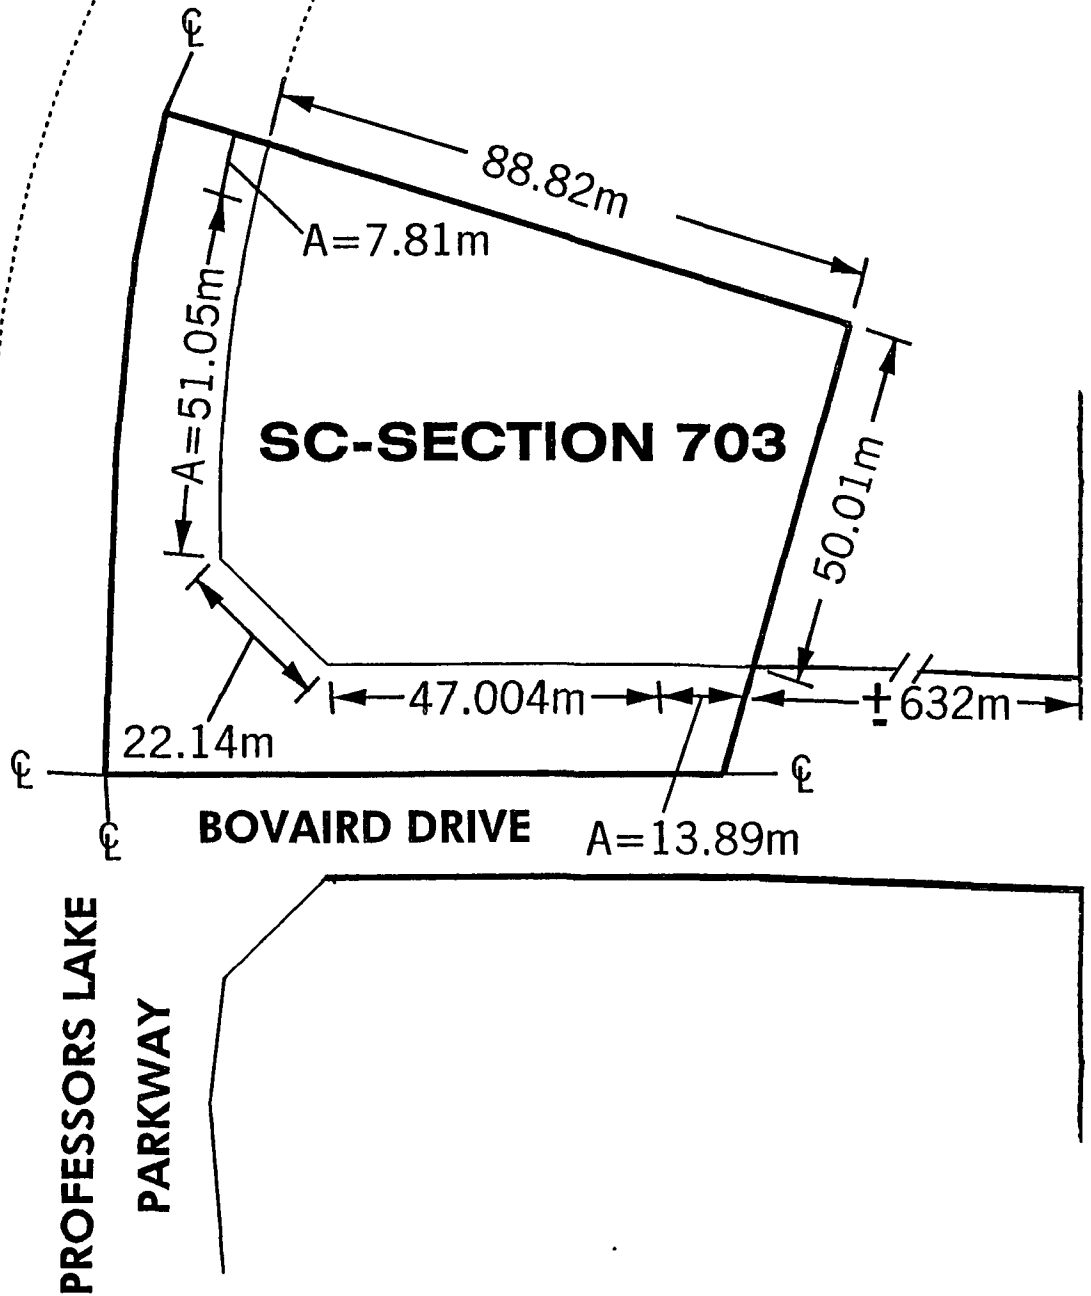 ℄
88.82m
A=7.81m
A=51.05m
SC-SECTION 703
50.01m
47.004m
±632m
22.14m
℄
℄
BOVAIRD DRIVE
A=13.89m
℄
PROFESSORS LAKE
PARKWAY